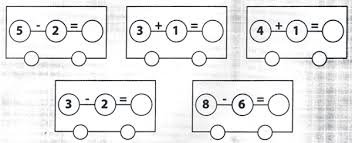 5 - 2 =
3 + 1 =
4 + 1 =
3 - 2 =
8 - 6 =